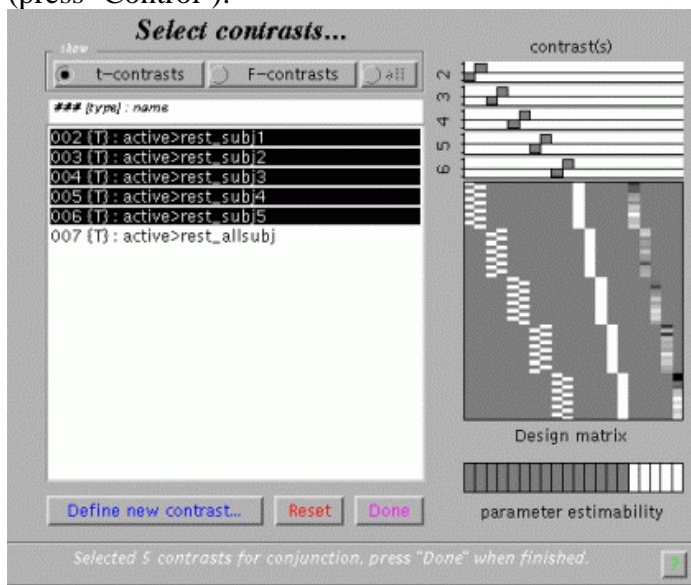 (press "Control").
Select contrasts...
show
t-contrasts
F-contrasts
all
### {type} : name
002 {T} : active>rest_subj1
003 {T} : active>rest_subj2
004 {T} : active>rest_subj3
005 {T} : active>rest_subj4
006 {T} : active>rest_subj5
007 {T} : active>rest_allsubj
Define new contrast...
Reset
Done
contrast(s)
2
3
4
5
6
Design matrix
parameter estimability
Selected 5 contrasts for conjunction, press "Done" when finished.
?